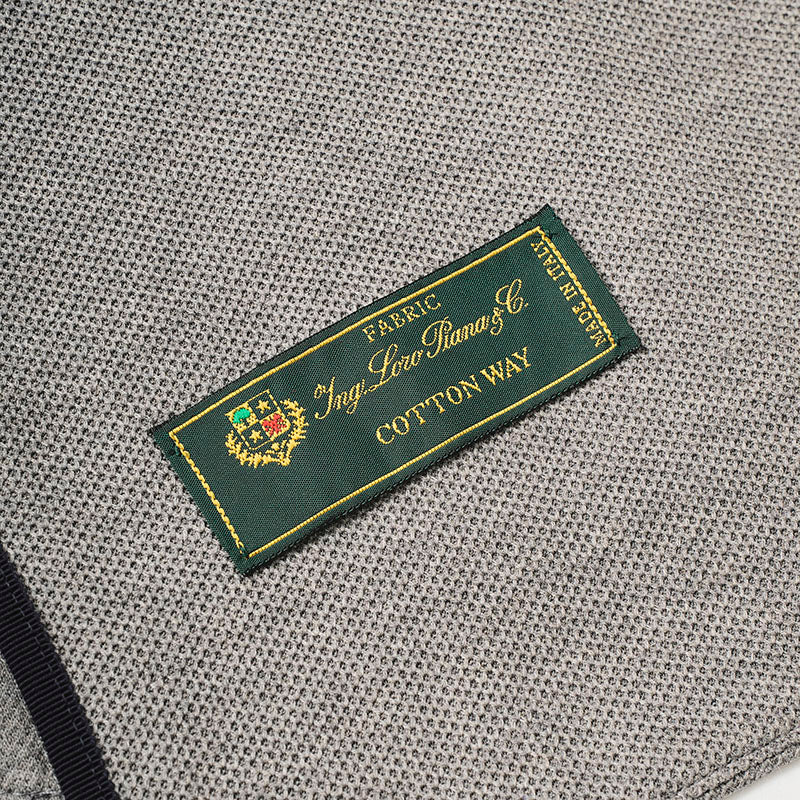 FABRIC
Ing. Loro Piana & C.
COTTON WAY
MADE IN ITALY